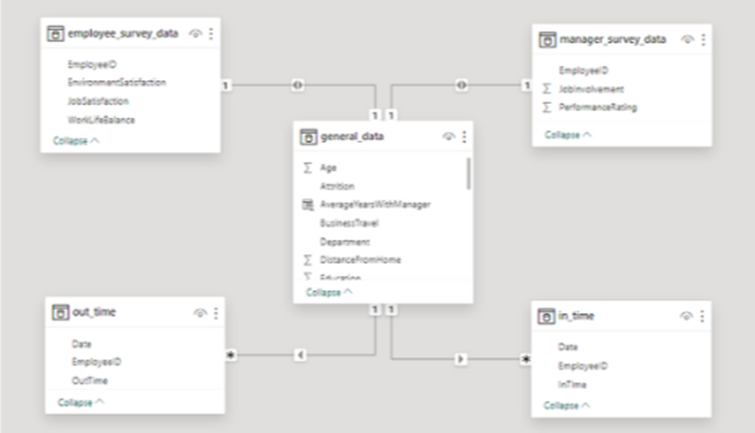 employee_survey_data
EmployeeID
EnvironmentSatisfaction
JobSatisfaction
WorkLifeBalance
Collapse
manager_survey_data
EmployeeID
JobInvolvement
PerformanceRating
Collapse
1
1
1
1
general_data
Age
Attrition
AverageYearsWithManager
BusinessTravel
Department
DistanceFromHome
Education
Collapse
1
1
out_time
Date
EmployeeID
OutTime
Collapse
*
*
in_time
Date
EmployeeID
InTime
Collapse